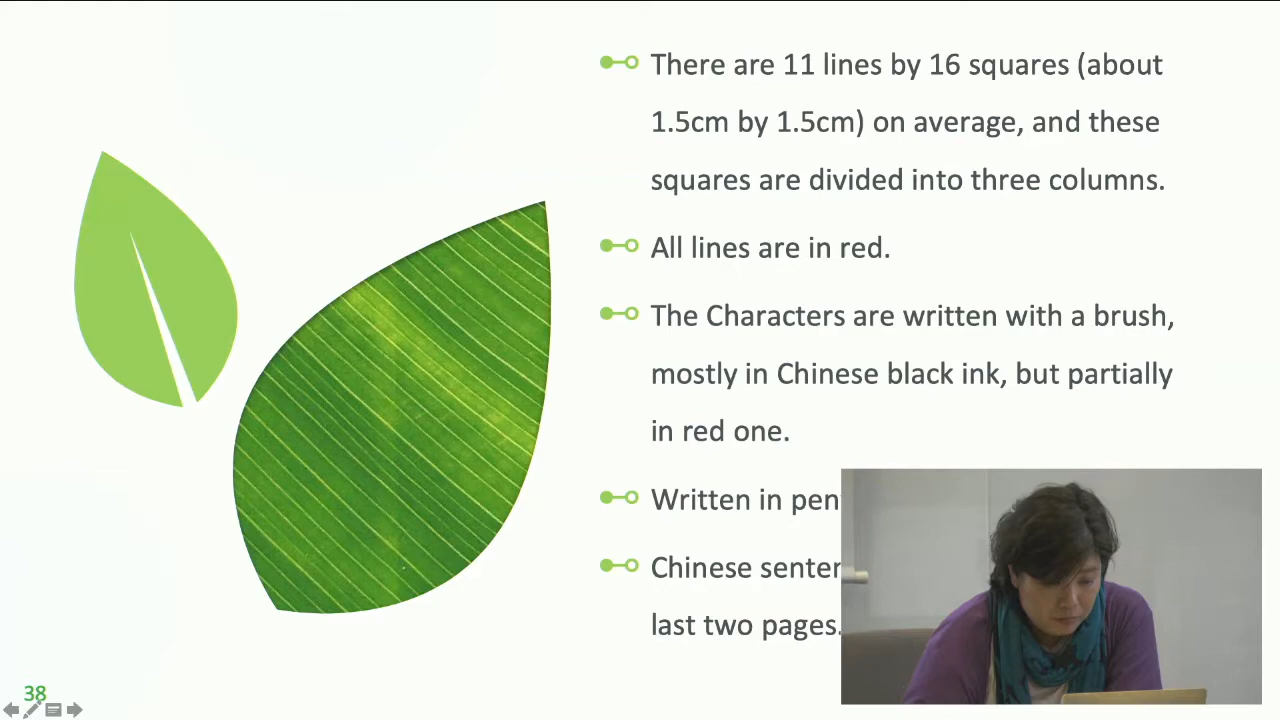 There are 11 lines by 16 squares (about
1.5cm by 1.5cm) on average, and these
squares are divided into three columns.
All lines are in red.
The Characters are written with a brush,
mostly in Chinese black ink, but partially
in red one.
Written in
Chinese
last two pages.
38